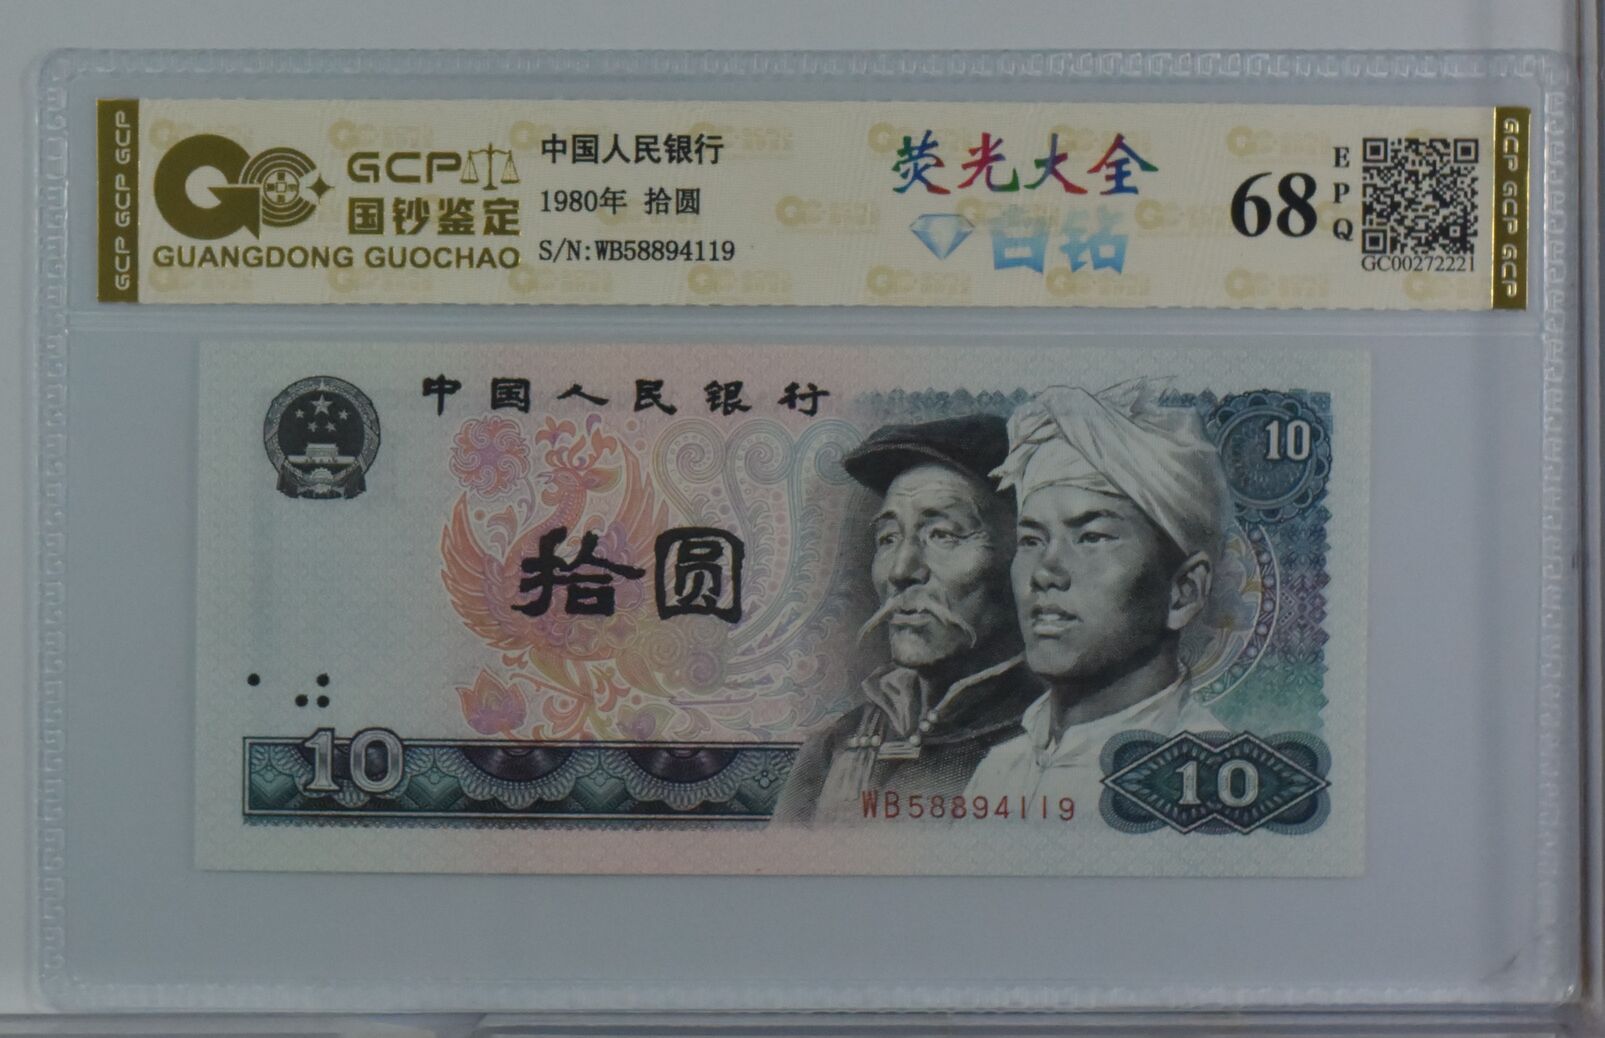 GCP
国钞鉴定
GUANGDONG GUOCHAO
中国人民银行
1980年 拾圆
S/N:WB58894119
荧光大全
白钻
68
EPQ
GC00272221
GCP GCP GCP
GCP GCP GCP GCP
中国人民银行
10
拾圆
10
WB58894119
10